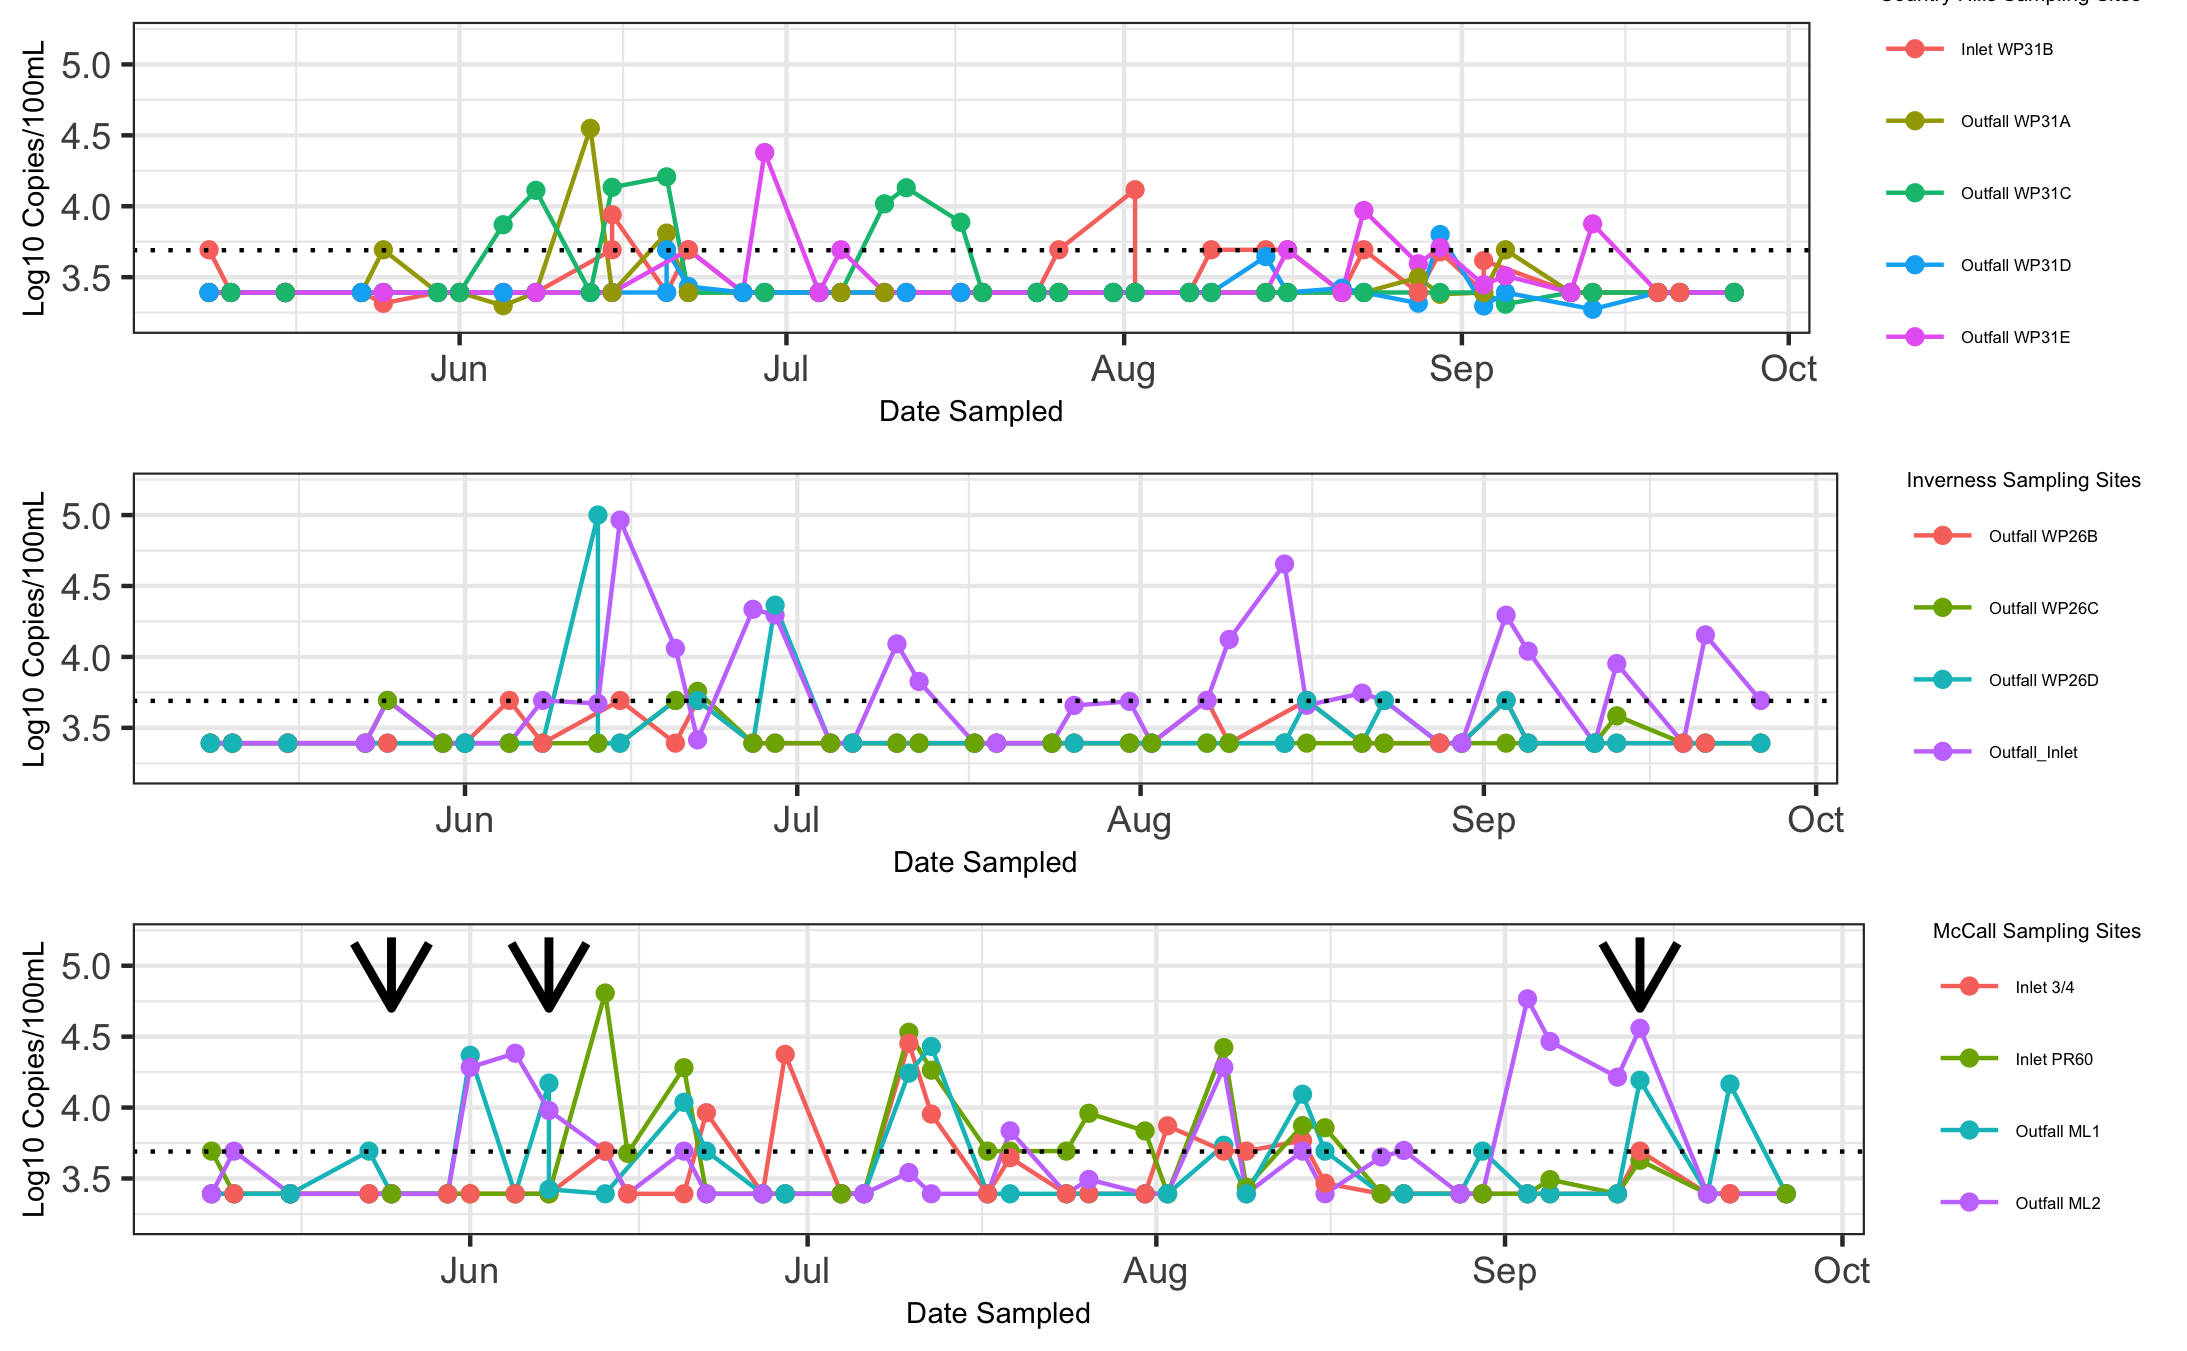 Country Hills Sampling Sites
Log10 Copies/100mL
5.0
4.5
4.0
3.5
Jun
Jul
Aug
Sep
Oct
Date Sampled
Inlet WP31B
Outfall WP31A
Outfall WP31C
Outfall WP31D
Outfall WP31E
Log10 Copies/100mL
5.0
4.5
4.0
3.5
Jun
Jul
Aug
Sep
Oct
Date Sampled
Inverness Sampling Sites
Outfall WP26B
Outfall WP26C
Outfall WP26D
Outfall_Inlet
Log10 Copies/100mL
5.0
4.5
4.0
3.5
Jun
Jul
Aug
Sep
Oct
Date Sampled
McCall Sampling Sites
Inlet 3/4
Inlet PR60
Outfall ML1
Outfall ML2